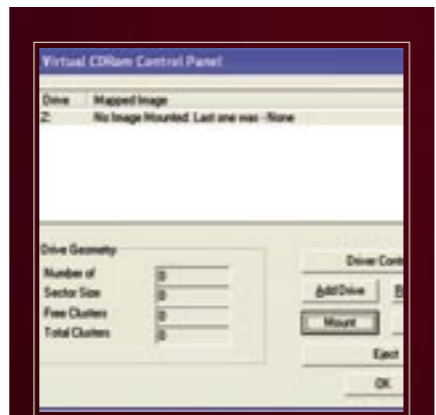 Virtual CDRom Control Panel
Drive Mapped Image
Z: No Image Mounted. Last one was - None
Drive Geometry
Driver Cont
Number of 0
Sector Size 0
Add Drive
Free Clusters 0
Mount
Total Clusters 0
Eject
OK